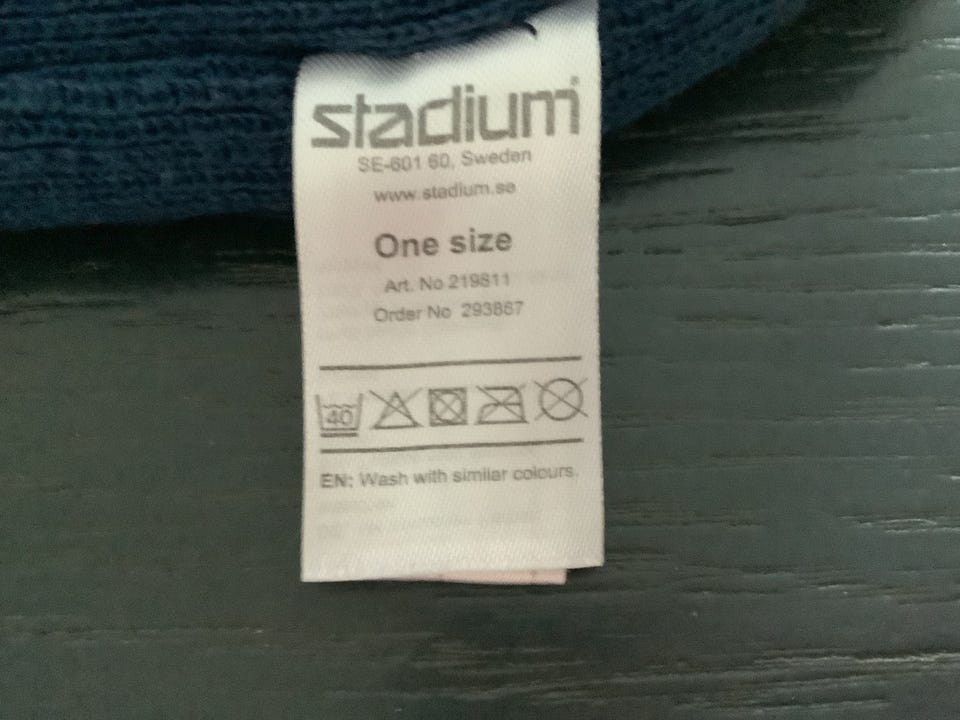 stadium
SE-601 60, Sweden
www.stadium.se
One size
Art. No 219811
Order No 293867
40
EN: Wash with similar colours.